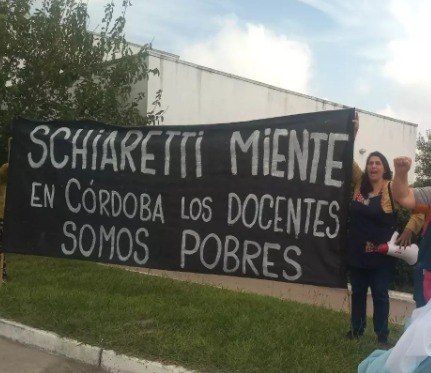 SCHIARETTI MIENTE
EN CÓRDOBA LOS DOCENTES
SOMOS POBRES